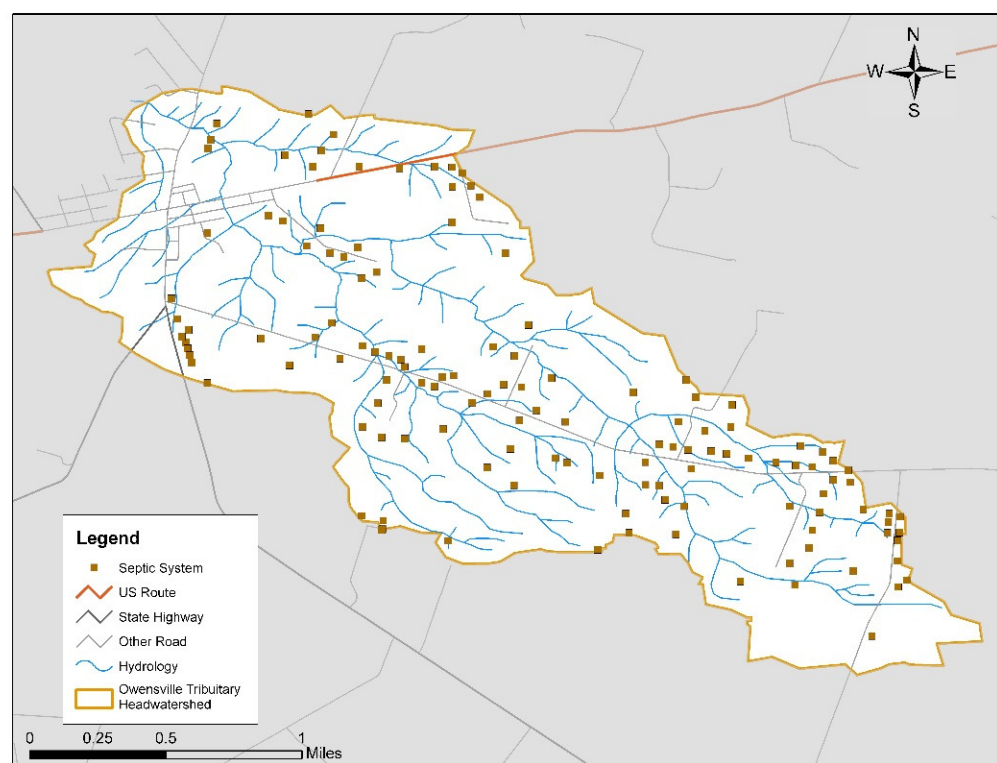 N
W E
S
Legend
Septic System
US Route
State Highway
Other Road
Hydrology
Owensville Tribuitary
Headwatershed
0 0.25 0.5 1
Miles